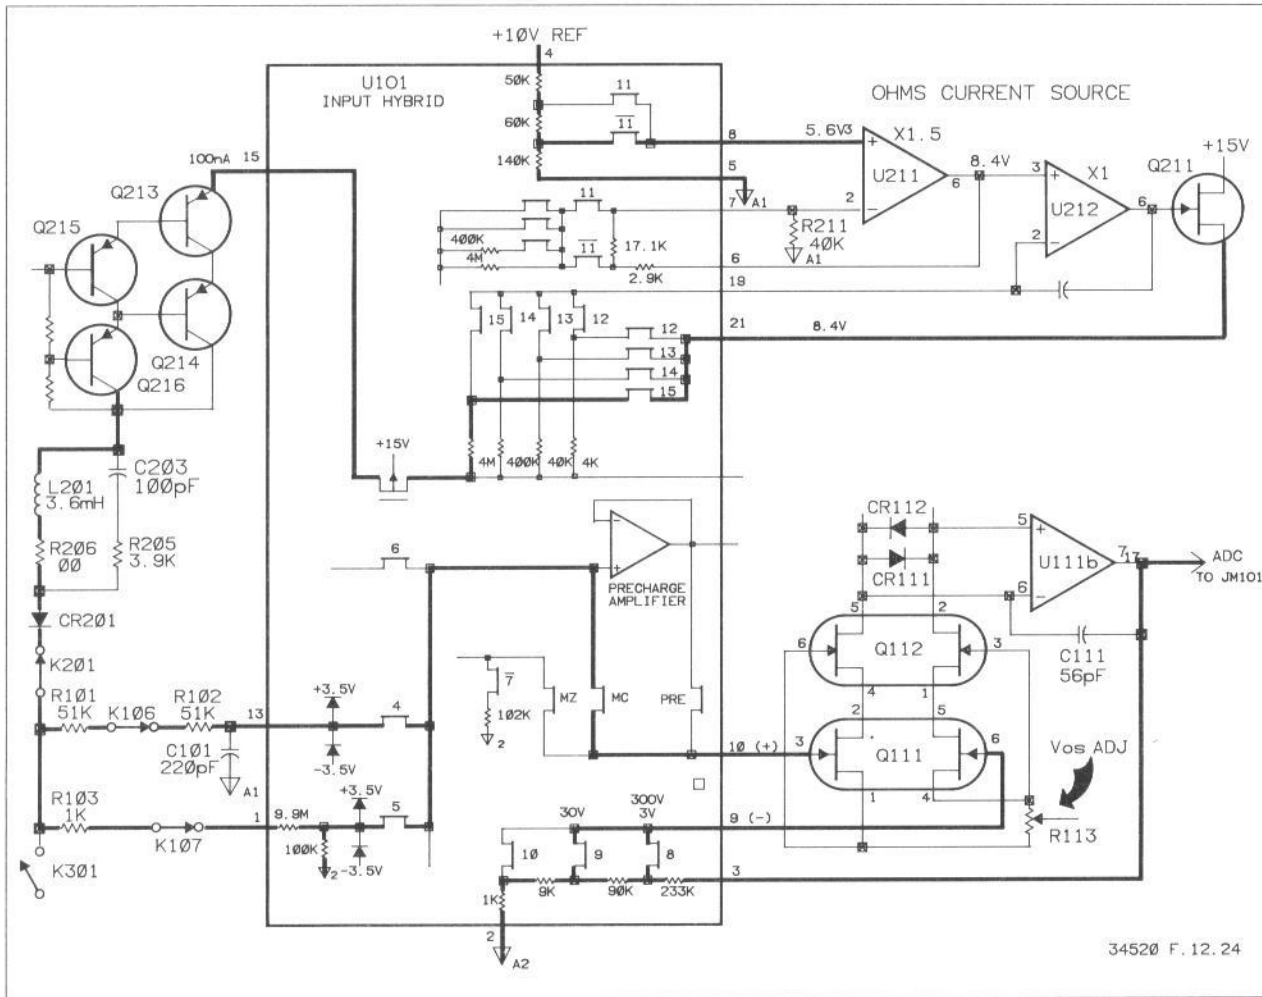 +10V REF
4
U101
INPUT HYBRID
50K
11
60K
11
140K
8
5.6V
3
5
A1
OHMS CURRENT SOURCE
X1.5
+
U211
-
2
6
8.4V
3
X1
+
U212
-
2
6
Q211
+15V
100nA
15
Q213
Q215
Q214
Q216
11
7
R211
40K
A1
400K
4M
11
17.1K
2.9K
6
19
15
14
13
12
12
13
14
15
21
8.4V
+15V
4M
400K
40K
4K
L201
3.6mH
C203
100pF
R206
00
R205
3.9K
CR201
K201
6
-
+
PRECHARGE
AMPLIFIER
CR112
CR111
5
+
U111b
6
-
7
17
ADC
TO JM101
5
2
6
Q112
3
4
1
C111
56pF
R101
51K
K106
R102
51K
13
C101
220pF
A1
+3.5V
-3.5V
4
7
102K
2
MZ
MC
PRE
10 (+)
2
5
3
Q111
6
1
4
Vos ADJ
R113
R103
1K
K107
1
9.9M
+3.5V
-3.5V
100K
2
5
K301
30V
300V
3V
9 (-)
10
9
8
3
1K
9K
90K
233K
2
A2
34520 F.12.24